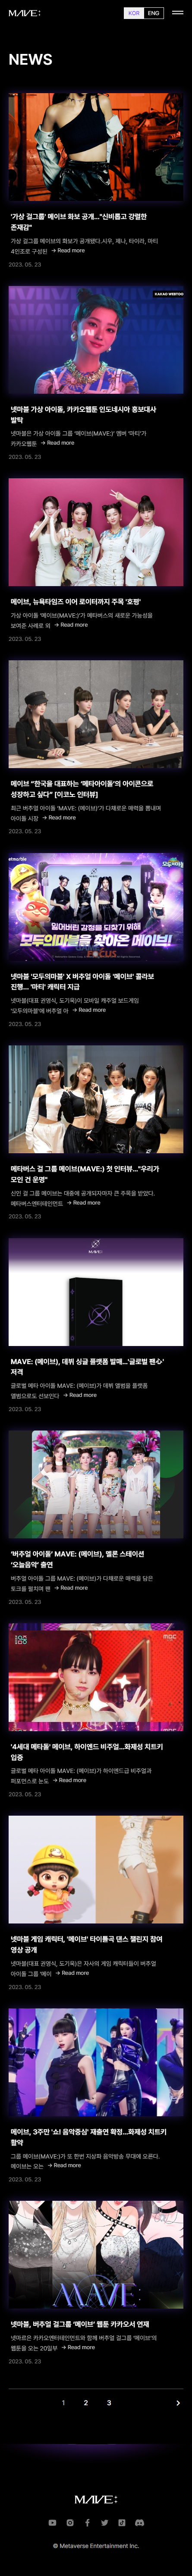 MAVE:
KOR ENG
NEWS
'가상 걸그룹' 메이브 화보 공개..."신비롭고 강렬한
존재감"
가상 걸그룹 메이브의 화보가 공개됐다.시우, 제나, 타이라, 마티
4인조로 구성된 → Read more
2023. 05. 23
KAKAO WEBTOO
넷마블 가상 아이돌, 카카오웹툰 인도네시아 홍보대사
발탁
넷마블은 가상 아이돌 그룹 '메이브(MAVE:)' 멤버 '마티'가
카카오웹툰 → Read more
2023. 05. 23
메이브, 뉴욕타임즈 이어 로이터까지 주목 '호평'
가상 아이돌 '메이브(MAVE:)'가 메타버스의 새로운 가능성을
보여준 사례로 외 → Read more
2023. 05. 23
메이브 "한국을 대표하는 '메타아이돌'의 아이콘으로
성장하고 싶다" [이코노 인터뷰]
최근 버추얼 아이돌 'MAVE: (메이브)'가 다채로운 매력을 뽐내며
아이돌 시장 → Read more
2023. 05. 23
etmarble
모두의마블
잃어버린 감정을 되찾기 위해
모두의마블을 찾아온 메이브!
넷마블 '모두의마블' X 버추얼 아이돌 '메이브' 콜라보
진행... '마티' 캐릭터 지급
넷마블(대표 권영식, 도기욱)이 모바일 캐주얼 보드게임
'모두의마블'에 버추얼 아 → Read more
2023. 05. 23
메타버스 걸 그룹 메이브(MAVE:) 첫 인터뷰..."우리가
모인 건 운명"
신인 걸 그룹 메이브는 대중에 공개되자마자 큰 주목을 받았다.
메타버스엔터테인먼트 → Read more
2023. 05. 23
MAVE:
MAVE: (메이브), 데뷔 싱글 플랫폼 발매...'글로벌 팬心'
저격
글로벌 메타 아이돌 MAVE: (메이브)가 데뷔 앨범을 플랫폼
앨범으로도 선보인다 → Read more
2023. 05. 23
'버추얼 아이돌' MAVE: (메이브), 멜론 스테이션
'오늘음악' 출연
버추얼 아이돌 그룹 MAVE: (메이브)가 다채로운 매력을 담은
토크를 펼치며 팬 → Read more
2023. 05. 23
mbc
'4세대 메타돌' 메이브, 하이엔드 비주얼...화제성 치트키
입증
글로벌 메타 아이돌 MAVE: (메이브)가 하이엔드급 비주얼과
퍼포먼스로 눈도 → Read more
2023. 05. 23
넷마블 게임 캐릭터, '메이브' 타이틀곡 댄스 챌린지 참여
영상 공개
넷마블(대표 권영식, 도기욱)은 자사의 게임 캐릭터들이 버추얼
아이돌 그룹 '메이 → Read more
2023. 05. 23
메이브, 3주만 '쇼! 음악중심' 재출연 확정...화제성 치트키
활약
그룹 메이브(MAVE:)가 또 한번 지상파 음악방송 무대에 오른다.
메이브는 오는 → Read more
2023. 05. 23
MAVE
넷마블, 버추얼 걸그룹 '메이브' 웹툰 카카오서 연재
넷마르은 카카오엔터테인먼트와 함께 버추얼 걸그룹 '메이브'의
웹툰을 오는 20일부 → Read more
2023. 05. 23
1 2 3
MAVE:
© Metaverse Entertainment Inc.